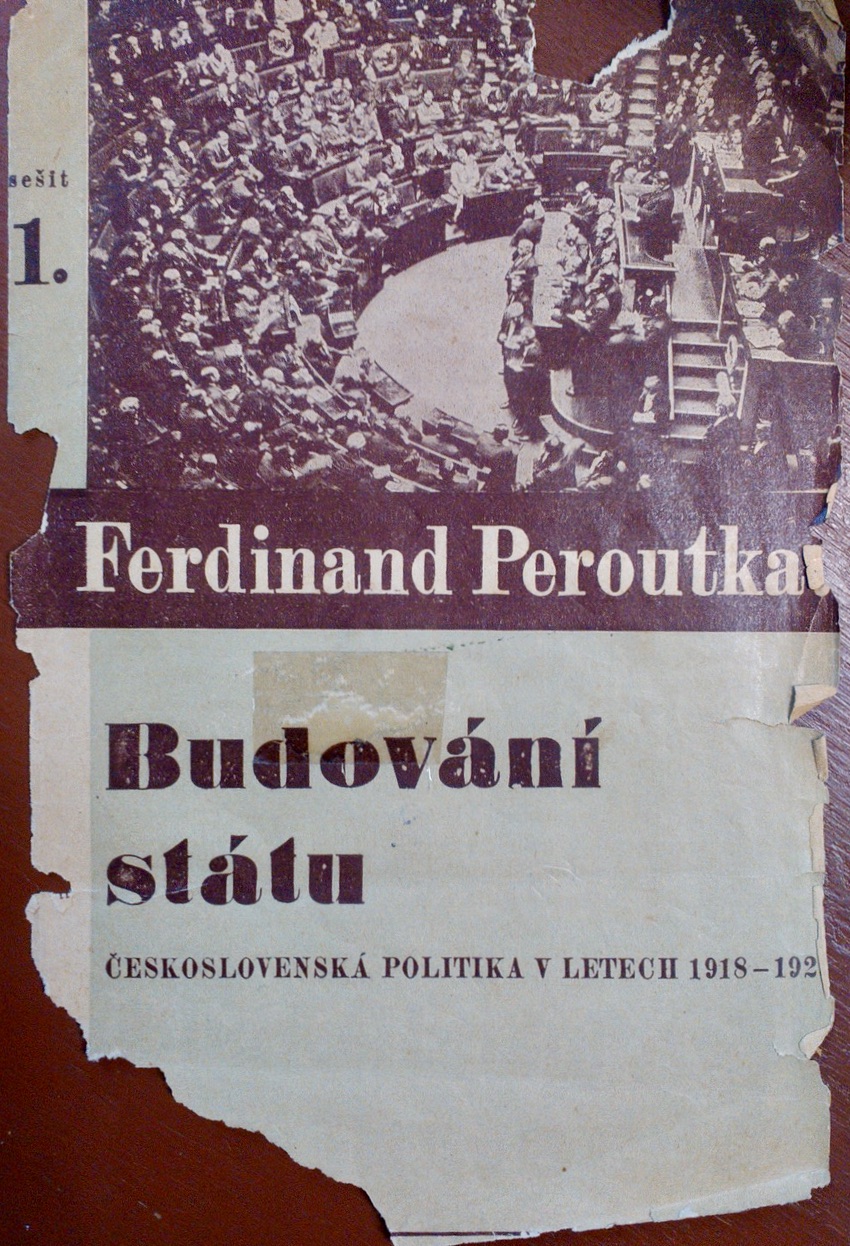 sešit
1.
Ferdinand Peroutka
Budování
státu
ČESKOSLOVENSKÁ POLITIKA V LETECH 1918–192